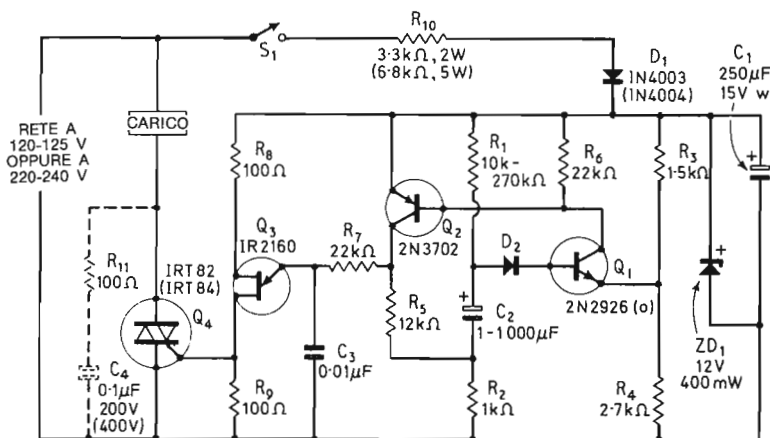 R10
3.3kΩ, 2W
(6.8kΩ, 5W)
S1
D1
IN4003
(IN4004)
C1
250µF
15V w
+
RETE A
120-125 V
OPPURE A
220-240 V
CARICO
R8
100Ω
R1
10k-
270kΩ
R6
22kΩ
R3
1·5kΩ
Q3
IR2160
R7
22kΩ
Q2
2N3702
D2
Q1
2N2926 (o)
R11
100Ω
IRT82
(IRT84)
Q4
R5
12kΩ
+
C2
1-1000µF
+
ZD1
12V
400mW
C4
0·1µF
200V
(400V)
C3
0·01µF
R9
100Ω
R2
1kΩ
R4
2·7kΩ